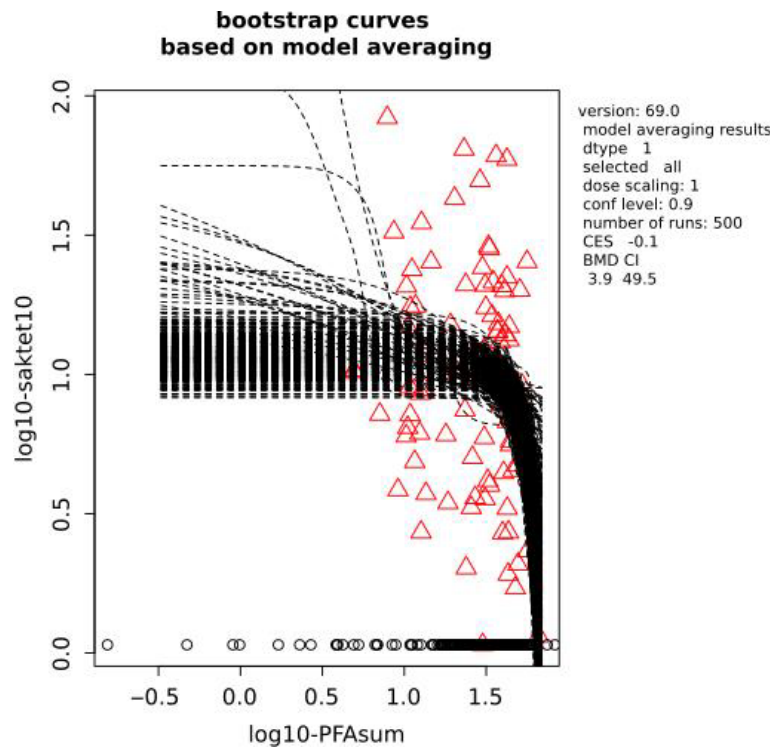 bootstrap curves
based on model averaging
version: 69.0
model averaging results
dtype 1
selected all
dose scaling: 1
conf level: 0.9
number of runs: 500
CES -0.1
BMD CI
3.9 49.5
log10-saktet10
2.0
1.5
1.0
0.5
0.0
−0.5 0.0 0.5 1.0 1.5
log10-PFAsum